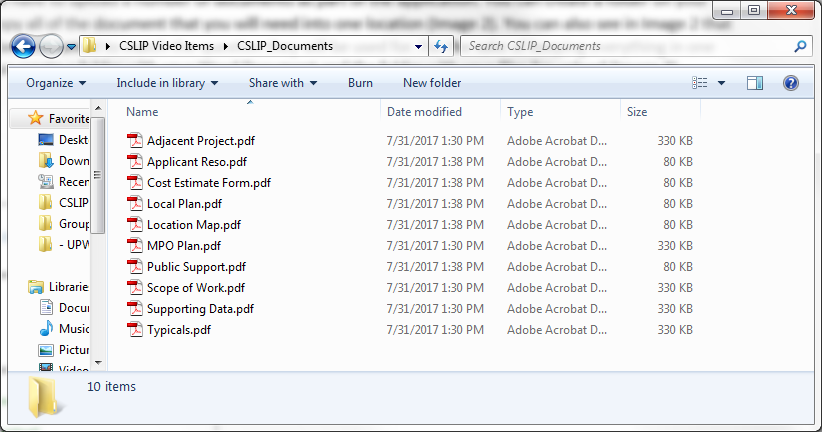 CSLIP Video Items CSLIP_Documents Search CSLIP_Documents
Organize Include in library Share with Burn New folder
Name Date modified Type Size
Favorite
Deskt
Down
Recen
CSLIP
Group
- UPW
Libraries
Docu
Music
Pictur
Video
Adjacent Project.pdf 7/31/2017 1:30 PM Adobe Acrobat D... 330 KB
Applicant Reso.pdf 7/31/2017 1:38 PM Adobe Acrobat D... 80 KB
Cost Estimate Form.pdf 7/31/2017 1:38 PM Adobe Acrobat D... 80 KB
Local Plan.pdf 7/31/2017 1:38 PM Adobe Acrobat D... 80 KB
Location Map.pdf 7/31/2017 1:38 PM Adobe Acrobat D... 80 KB
MPO Plan.pdf 7/31/2017 1:30 PM Adobe Acrobat D... 330 KB
Public Support.pdf 7/31/2017 1:38 PM Adobe Acrobat D... 80 KB
Scope of Work.pdf 7/31/2017 1:30 PM Adobe Acrobat D... 330 KB
Supporting Data.pdf 7/31/2017 1:30 PM Adobe Acrobat D... 330 KB
Typicals.pdf 7/31/2017 1:30 PM Adobe Acrobat D... 330 KB
10 items